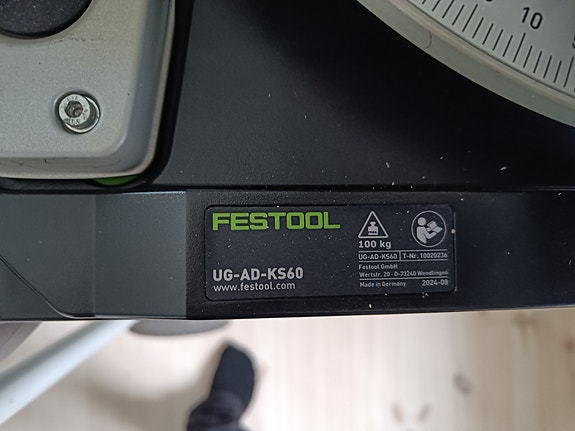 10
FESTOOL
100 kg
UG-AD-KS60 T-Nr. 10020236
Festool GmbH
Wertstr. 20 - D-73240 Wendlingen
UG-AD-KS60
www.festool.com
Made in Germany 2024-08